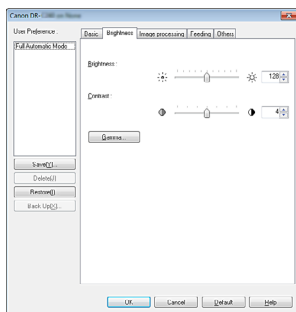 Canon DR-
User Preference :
Full Automatic Mode
Save(Y)...
Delete(J)
Restore(I)...
Back Up(X)...
Basic Brightness Image processing Feeding Others
Brightness :
128
Contrast :
4
Gamma...
OK Cancel Default Help